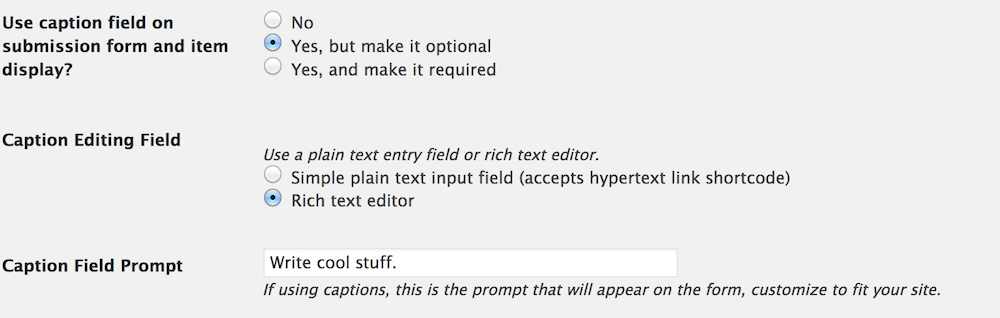 Use caption field on
submission form and item
display?
No
Yes, but make it optional
Yes, and make it required
Caption Editing Field
Use a plain text entry field or rich text editor.
Simple plain text input field (accepts hypertext link shortcode)
Rich text editor
Caption Field Prompt
Write cool stuff.
If using captions, this is the prompt that will appear on the form, customize to fit your site.